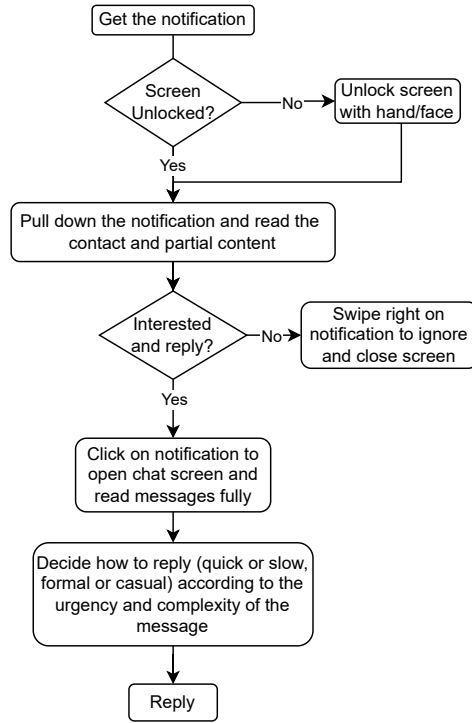 Get the notification
Screen
Unlocked?
No
Unlock screen
with hand/face
Yes
Pull down the notification and read the
contact and partial content
Interested
and reply?
No
Swipe right on
notification to ignore
and close screen
Yes
Click on notification to
open chat screen and
read messages fully
Decide how to reply (quick or slow,
formal or casual) according to the
urgency and complexity of the
message
Reply